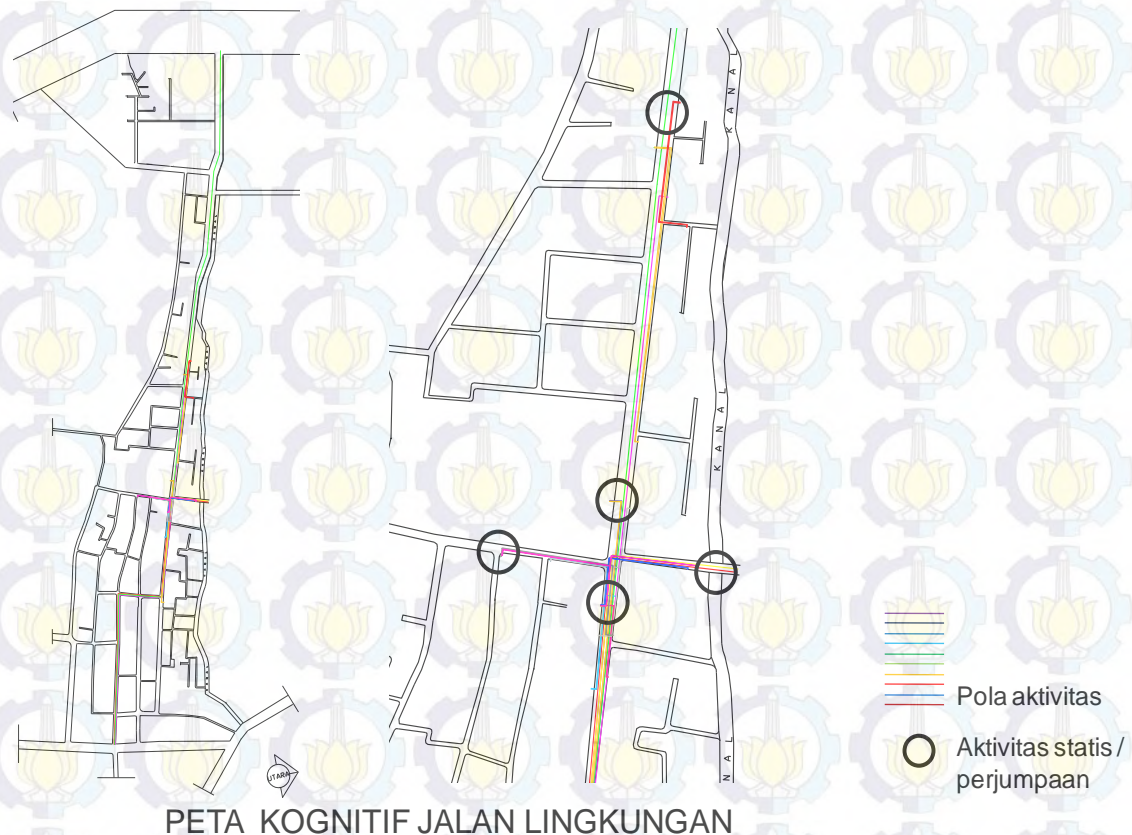 KANAL
KANAL
NAL
Pola aktivitas
Aktivitas statis /
perjumpaan
UTARA
PETA KOGNITIF JALAN LINGKUNGAN